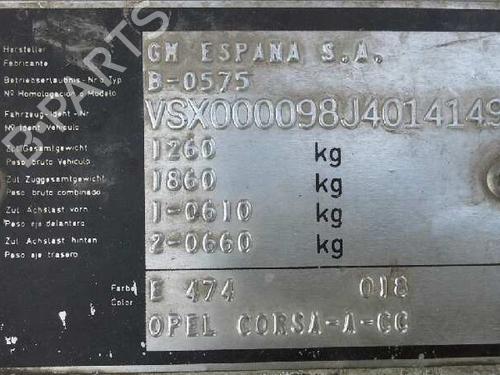 Hersteller
Fabricante
GM ESPANA S.A.
Betriebserlaubnis-Nr.o Typ
Nº Homologacion o Modelo
B-0575
Fahrzeug-Ident.-Nr
Nº Ident. Vehiculo
VSX000098J4014149
Zul. Gesamtgewicht
Peso bruto Vehiculo
1260 kg
Zul. Zuggesamtgewicht
Peso bruto combinado
1860 kg
Zul. Achslast vorn
Peso eje delantero
1-0610 kg
Zul. Achslast hinten
Peso eje trasero
2-0660 kg
Farbe
Color
E 474 018
OPEL CORSA-A-CC